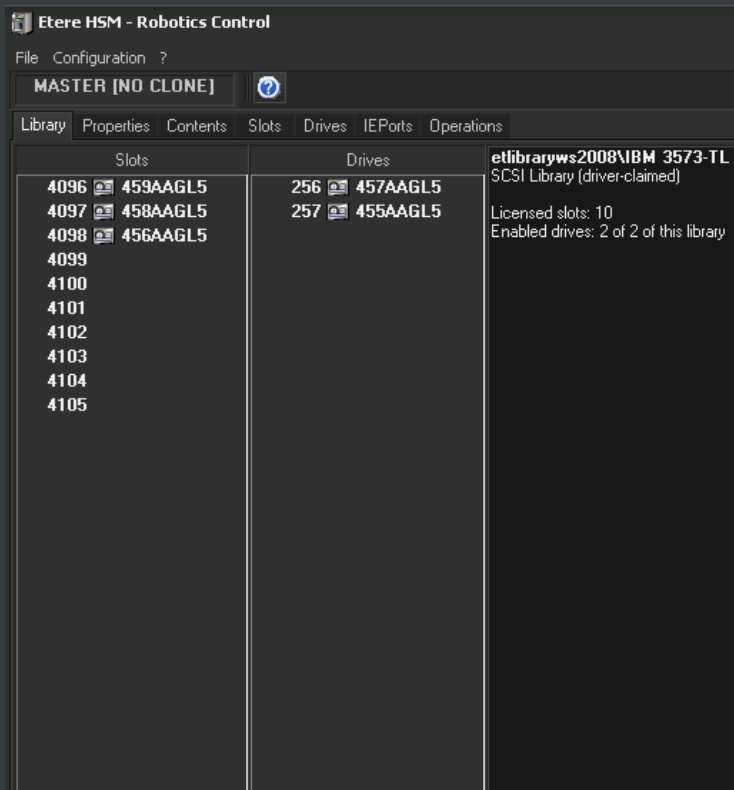 Etere HSM - Robotics Control
File Configuration ?
MASTER [NO CLONE]
Library Properties Contents Slots Drives IEPorts Operations
Slots
4096 459AAGL5
4097 458AAGL5
4098 456AAGL5
4099
4100
4101
4102
4103
4104
4105
Drives
256 457AAGL5
257 455AAGL5
etlibraryws2008\IBM 3573-TL
SCSI Library (driver-claimed)
Licensed slots: 10
Enabled drives: 2 of 2 of this library